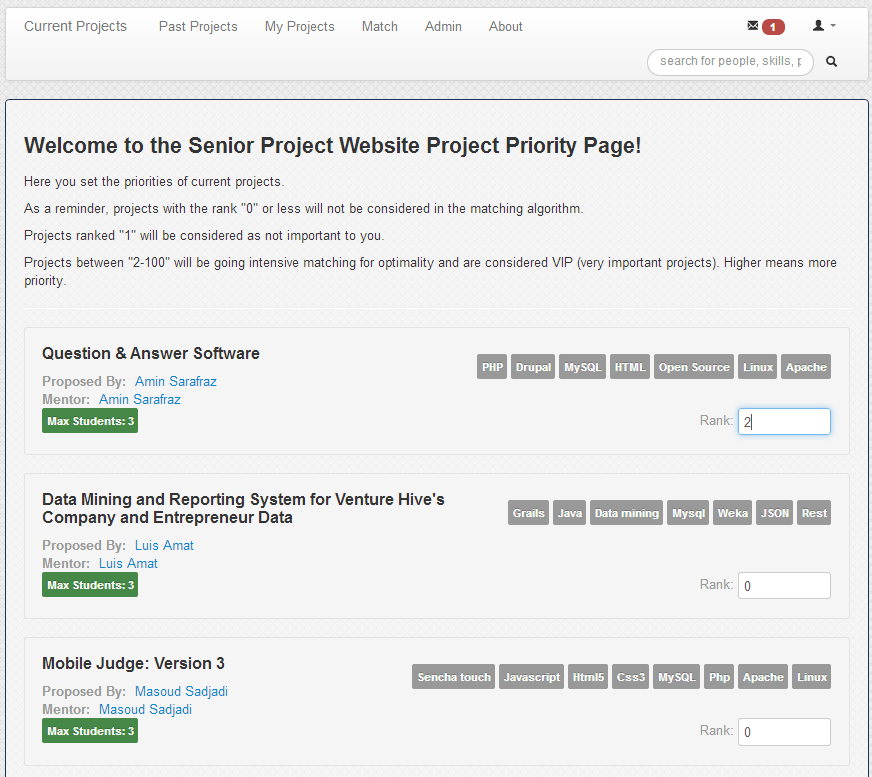 Current Projects Past Projects My Projects Match Admin About 1
search for people, skills, p
Welcome to the Senior Project Website Project Priority Page!
Here you set the priorities of current projects.
As a reminder, projects with the rank "0" or less will not be considered in the matching algorithm.
Projects ranked "1" will be considered as not important to you.
Projects between "2-100" will be going intensive matching for optimality and are considered VIP (very important projects). Higher means more
priority.
Question & Answer Software
PHP Drupal MySQL HTML Open Source Linux Apache
Proposed By: Amin Sarafraz
Mentor: Amin Sarafraz
Max Students: 3
Rank: 2
Data Mining and Reporting System for Venture Hive's
Company and Entrepreneur Data
Grails Java Data mining Mysql Weka JSON Rest
Proposed By: Luis Amat
Mentor: Luis Amat
Max Students: 3
Rank: 0
Mobile Judge: Version 3
Sencha touch Javascript Html5 Css3 MySQL Php Apache Linux
Proposed By: Masoud Sadjadi
Mentor: Masoud Sadjadi
Max Students: 3
Rank: 0